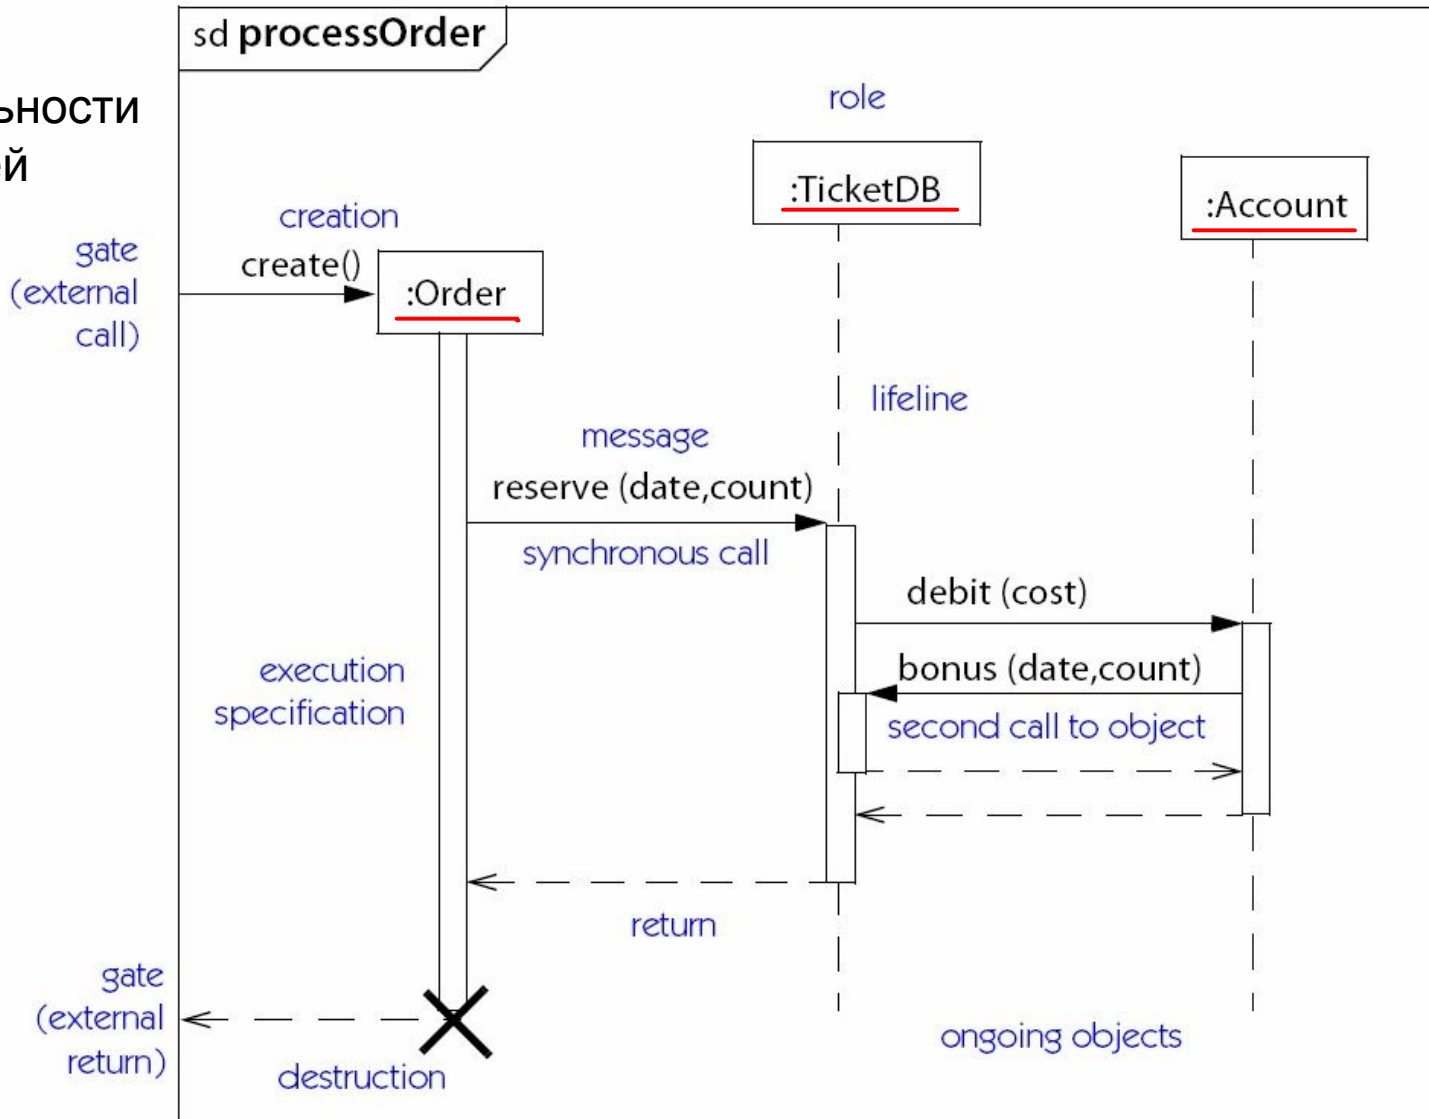 sd processOrder
ьности
ей
role
:TicketDB
:Account
creation
gate
(external
call)
create()
:Order
lifeline
message
reserve (date,count)
synchronous call
debit (cost)
execution
specification
bonus (date,count)
second call to object
return
gate
(external
return)
ongoing objects
destruction